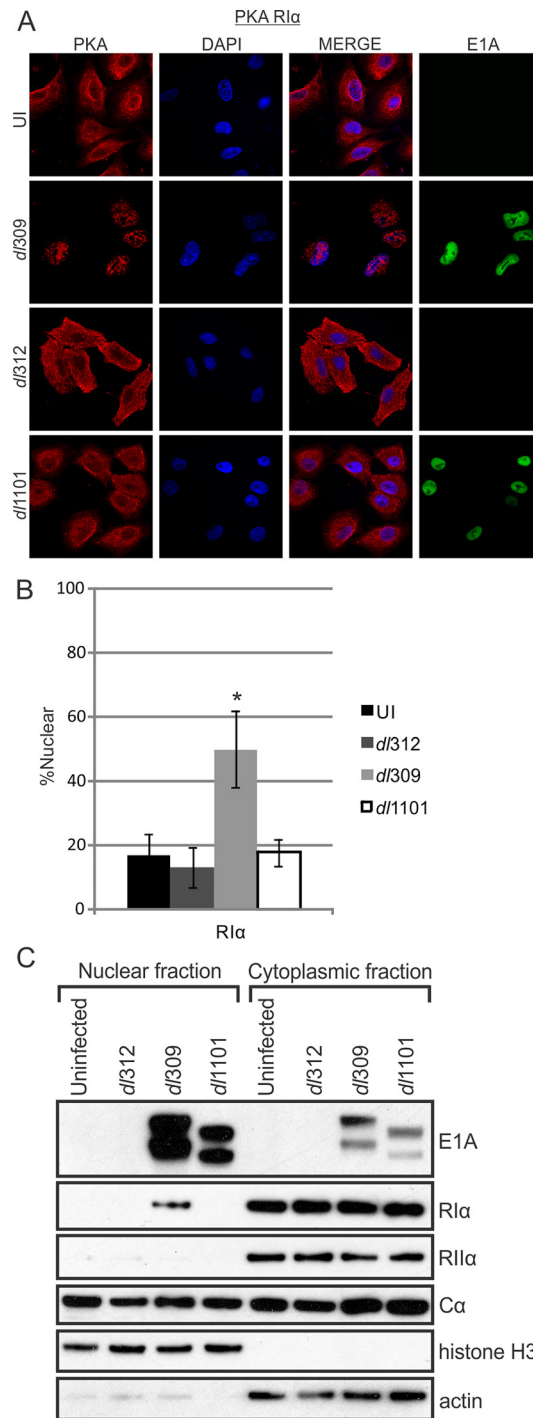 A
PKA RIα
PKA DAPI MERGE E1A
UI
dl309
dl312
dl1101
B
%Nuclear
100
80
60
40
20
0
*
RIα
UI
dl312
dl309
dl1101
C
Nuclear fraction Cytoplasmic fraction
Uninfected dl312 dl309 dl1101 Uninfected dl312 dl309 dl1101
E1A
RIα
RIIα
Cα
histone H3
actin